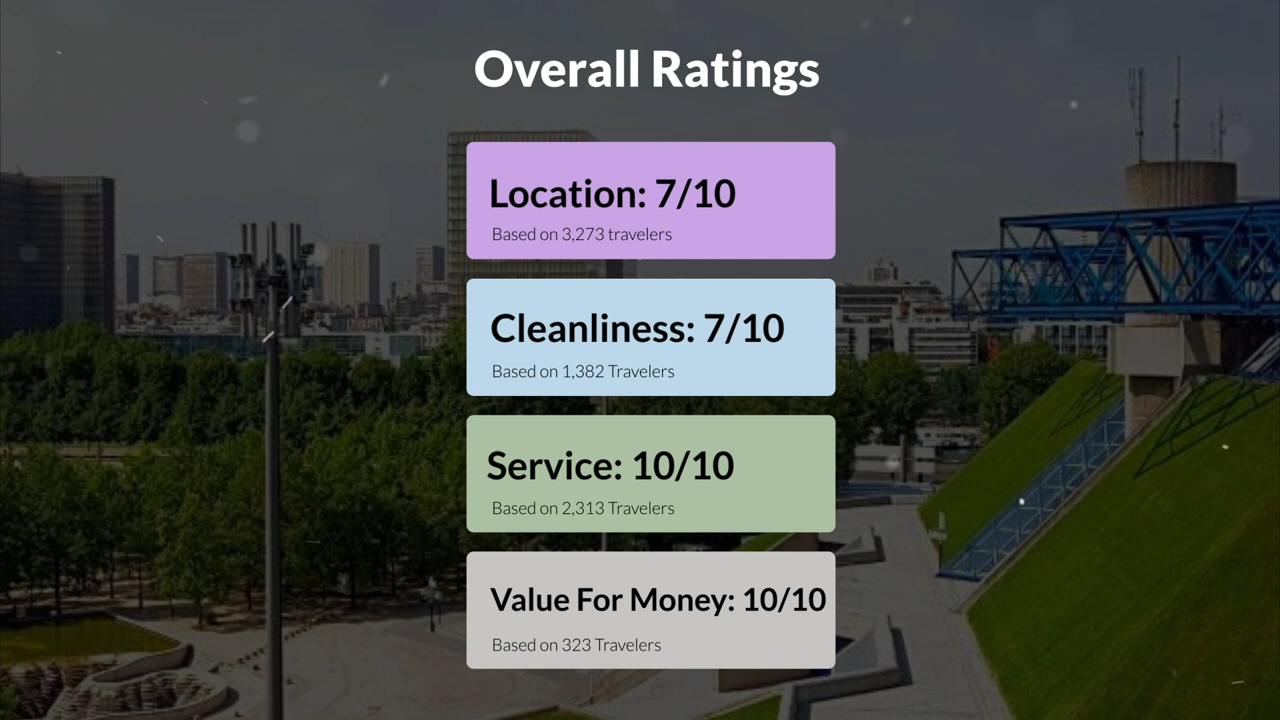 Overall Ratings
Location: 7/10
Based on 3,273 travelers
Cleanliness: 7/10
Based on 1,382 Travelers
Service: 10/10
Based on 2,313 Travelers
Value For Money: 10/10
Based on 323 Travelers